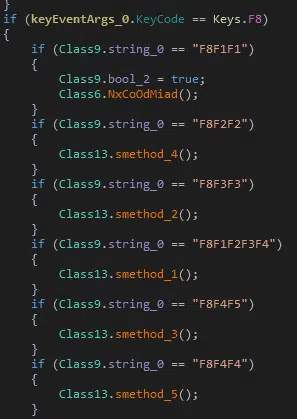 }
if (keyEventArgs_0.KeyCode == Keys.F8)
{
if (Class9.string_0 == "F8F1F1")
{
Class9.bool_2 = true;
Class6.NxCoOdMiad();
}
if (Class9.string_0 == "F8F2F2")
{
Class13.smethod_4();
}
if (Class9.string_0 == "F8F3F3")
{
Class13.smethod_2();
}
if (Class9.string_0 == "F8F1F2F3F4")
{
Class13.smethod_1();
}
if (Class9.string_0 == "F8F4F5")
{
Class13.smethod_3();
}
if (Class9.string_0 == "F8F4F4")
{
Class13.smethod_5();
}